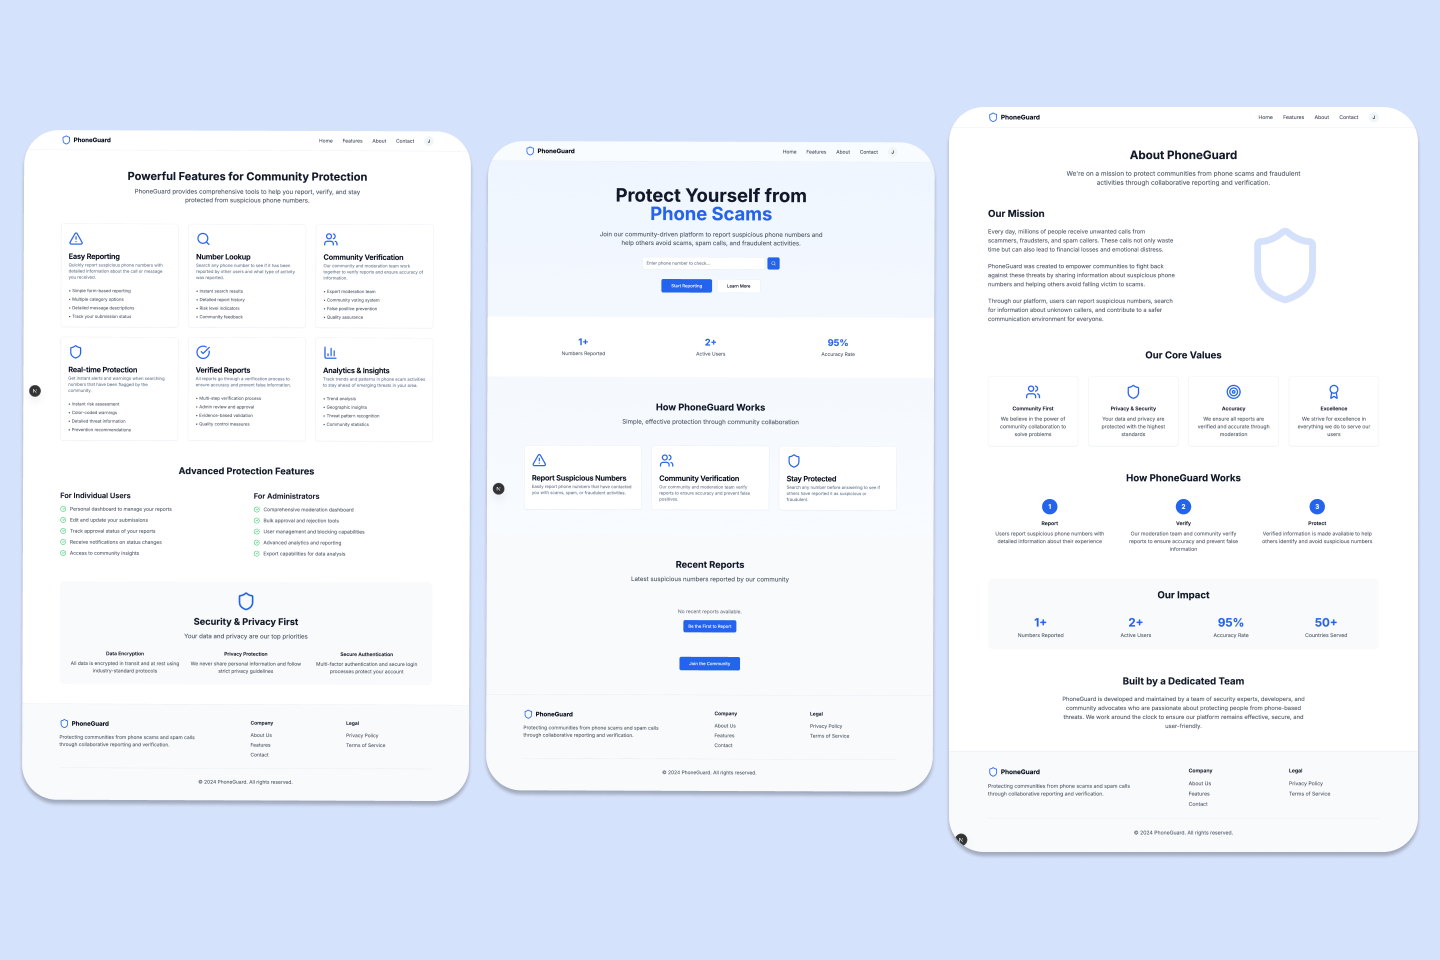 PhoneGuard
Home Features About Contact J
Powerful Features for Community Protection
PhoneGuard provides comprehensive tools to help you report, verify, and stay
protected from suspicious phone numbers.
Easy Reporting
Quickly report suspicious phone numbers with
detailed information about the call or message
you received.
• Simple form-based reporting
• Multiple category options
• Detailed message descriptions
• Track your submission status
Number Lookup
Search any phone number to see if it has been
reported by other users and what type of activity
was reported.
• Instant search results
• Detailed report history
• Risk level indicators
• Community feedback
Community Verification
Our community and moderation team work
together to verify reports and ensure accuracy of
information.
• Expert moderation team
• Community voting system
• False positive prevention
• Quality assurance
Real-time Protection
Get instant alerts and warnings when searching
numbers that have been flagged by the
community.
• Instant risk assessment
• Color-coded warnings
• Detailed threat information
• Prevention recommendations
Verified Reports
All reports go through a verification process to
ensure accuracy and prevent false information.
• Multi-step verification process
• Admin review and approval
• Evidence-based validation
• Quality control measures
Analytics & Insights
Track trends and patterns in phone scam activities
to stay ahead of emerging threats in your area.
• Trend analysis
• Geographic insights
• Threat pattern recognition
• Community statistics
N
Advanced Protection Features
For Individual Users
Personal dashboard to manage your reports
Edit and update your submissions
Track approval status of your reports
Receive notifications on status changes
Access to community insights
For Administrators
Comprehensive moderation dashboard
Bulk approval and rejection tools
User management and blocking capabilities
Advanced analytics and reporting
Export capabilities for data analysis
Security & Privacy First
Your data and privacy are our top priorities
Data Encryption
All data is encrypted in transit and at rest using
industry-standard protocols
Privacy Protection
We never share personal information and follow
strict privacy guidelines
Secure Authentication
Multi-factor authentication and secure login
processes protect your account
PhoneGuard
Protecting communities from phone scams and spam calls
through collaborative reporting and verification.
Company
About Us
Features
Contact
Legal
Privacy Policy
Terms of Service
© 2024 PhoneGuard. All rights reserved.
PhoneGuard
Home Features About Contact J
Protect Yourself from
Phone Scams
Join our community-driven platform to report suspicious phone numbers and
help others avoid scams, spam calls, and fraudulent activities.
Enter phone number to check...
Start Reporting
Learn More
1+
Numbers Reported
2+
Active Users
95%
Accuracy Rate
How PhoneGuard Works
Simple, effective protection through community collaboration
Report Suspicious Numbers
Easily report phone numbers that have contacted
you with scams, spam, or fraudulent activities.
Community Verification
Our community and moderation team verify
reports to ensure accuracy and prevent false
positives.
Stay Protected
Search any number before answering to see if
others have reported it as suspicious or
fraudulent.
N
Recent Reports
Latest suspicious numbers reported by our community
No recent reports available.
Be the First to Report
Join the Community
PhoneGuard
Protecting communities from phone scams and spam calls
through collaborative reporting and verification.
Company
About Us
Features
Contact
Legal
Privacy Policy
Terms of Service
© 2024 PhoneGuard. All rights reserved.
PhoneGuard
Home Features About Contact J
About PhoneGuard
We're on a mission to protect communities from phone scams and fraudulent
activities through collaborative reporting and verification.
Our Mission
Every day, millions of people receive unwanted calls from
scammers, fraudsters, and spam callers. These calls not only waste
time but can also lead to financial losses and emotional distress.
PhoneGuard was created to empower communities to fight back
against these threats by sharing information about suspicious phone
numbers and helping others avoid falling victim to scams.
Through our platform, users can report suspicious numbers, search
for information about unknown callers, and contribute to a safer
communication environment for everyone.
Our Core Values
Community First
We believe in the power of
community collaboration to
solve problems
Privacy & Security
Your data and privacy are
protected with the highest
standards
Accuracy
We ensure all reports are
verified and accurate through
moderation
Excellence
We strive for excellence in
everything we do to serve our
users
How PhoneGuard Works
1
Report
Users report suspicious phone numbers with
detailed information about their experience
2
Verify
Our moderation team and community verify
reports to ensure accuracy and prevent false
information
3
Protect
Verified information is made available to help
others identify and avoid suspicious numbers
Our Impact
1+
Numbers Reported
2+
Active Users
95%
Accuracy Rate
50+
Countries Served
Built by a Dedicated Team
PhoneGuard is developed and maintained by a team of security experts, developers, and
community advocates who are passionate about protecting people from phone-based
threats. We work around the clock to ensure our platform remains effective, secure, and
user-friendly.
PhoneGuard
Protecting communities from phone scams and spam calls
through collaborative reporting and verification.
Company
About Us
Features
Contact
Legal
Privacy Policy
Terms of Service
© 2024 PhoneGuard. All rights reserved.
N